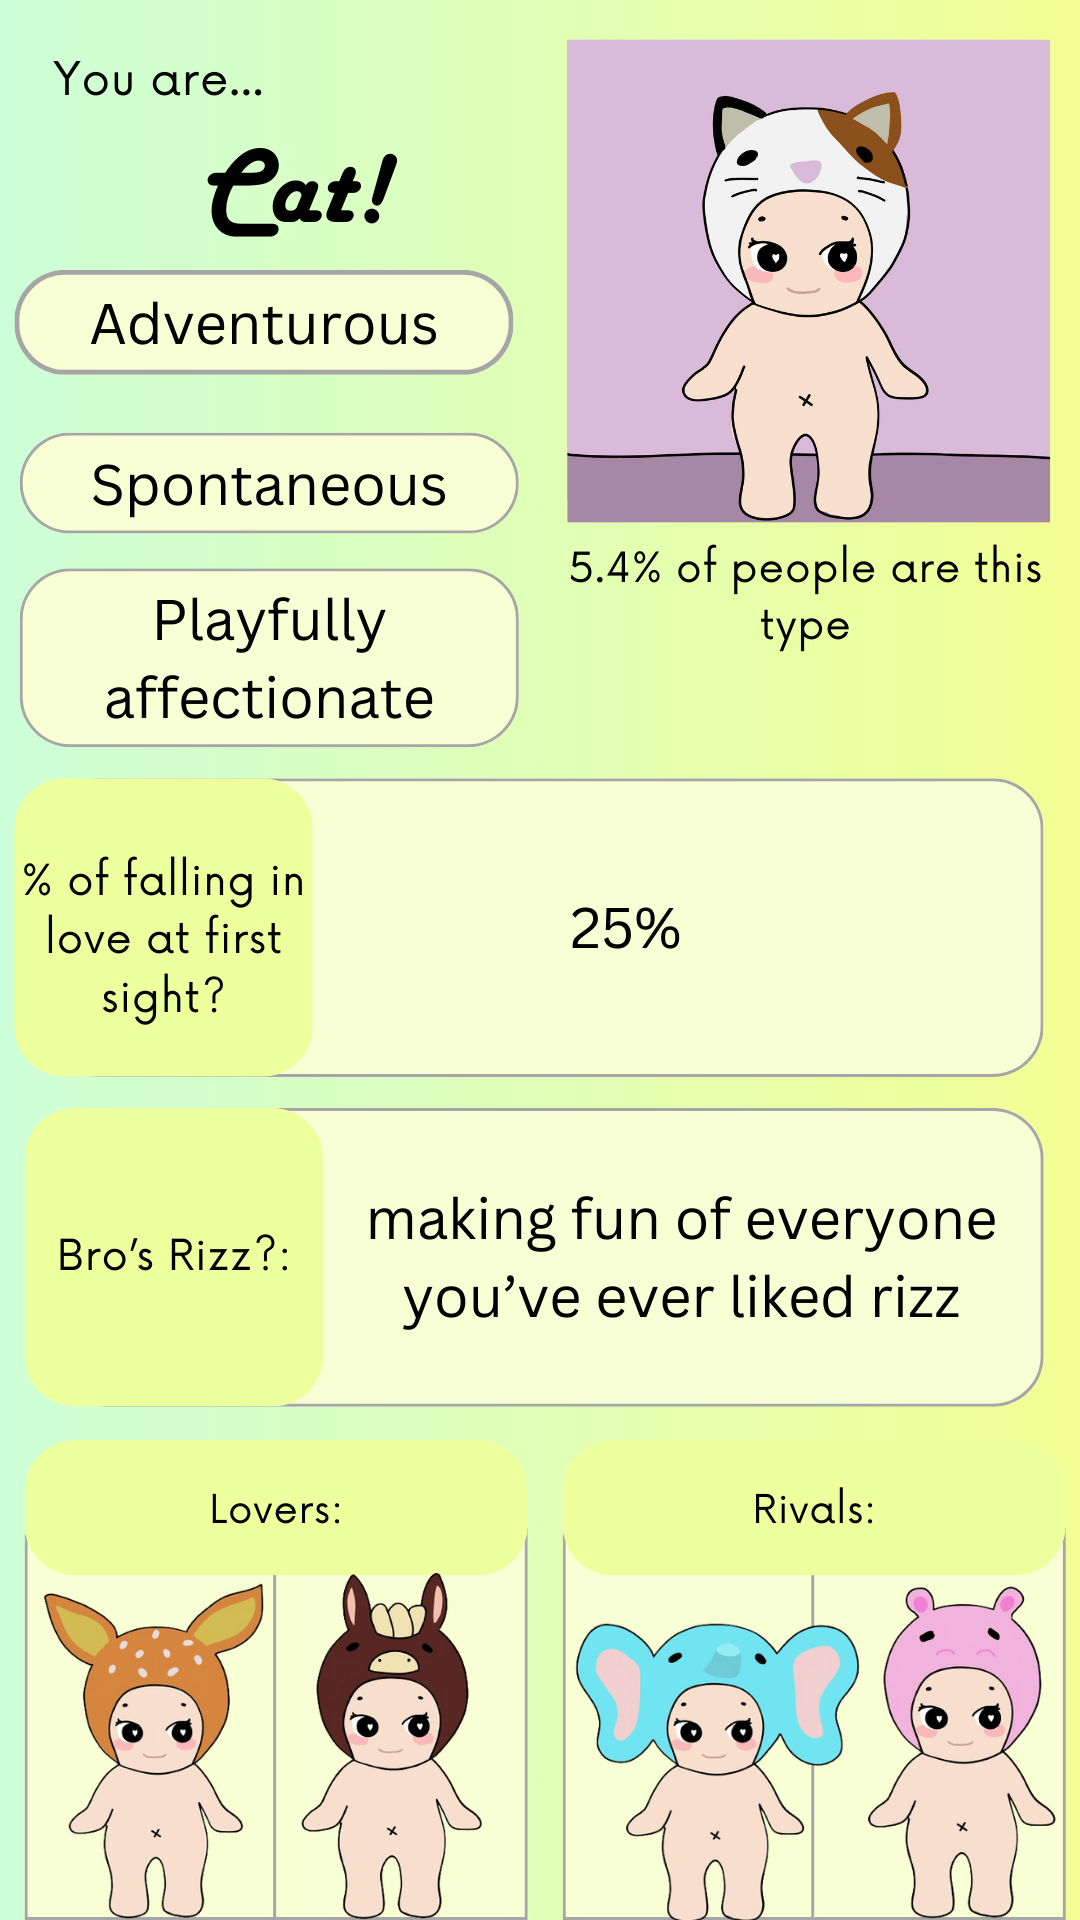 You are...
Cat!
Adventurous
Spontaneous
Playfully
affectionate
5.4% of people are this
type
% of falling in
love at first
sight?
25%
Bro’s Rizz?:
making fun of everyone
you’ve ever liked rizz
Lovers:
Rivals: